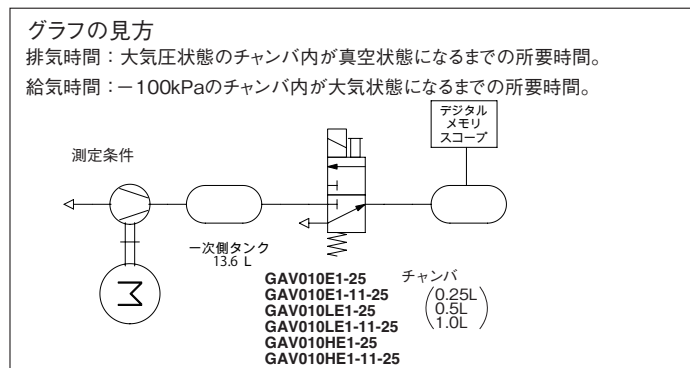 グラフの見方
排気時間：大気圧状態のチャンバ内が真空状態になるまでの所要時間。
給気時間：－100kPaのチャンバ内が大気状態になるまでの所要時間。
デジタル
メモリ
スコープ
測定条件
一次側タンク
13.6 L
M
GAV010E1-25
GAV010E1-11-25
GAV010LE1-25
GAV010LE1-11-25
GAV010HE1-25
GAV010HE1-11-25
チャンバ
(0.25L
0.5L
1.0L)